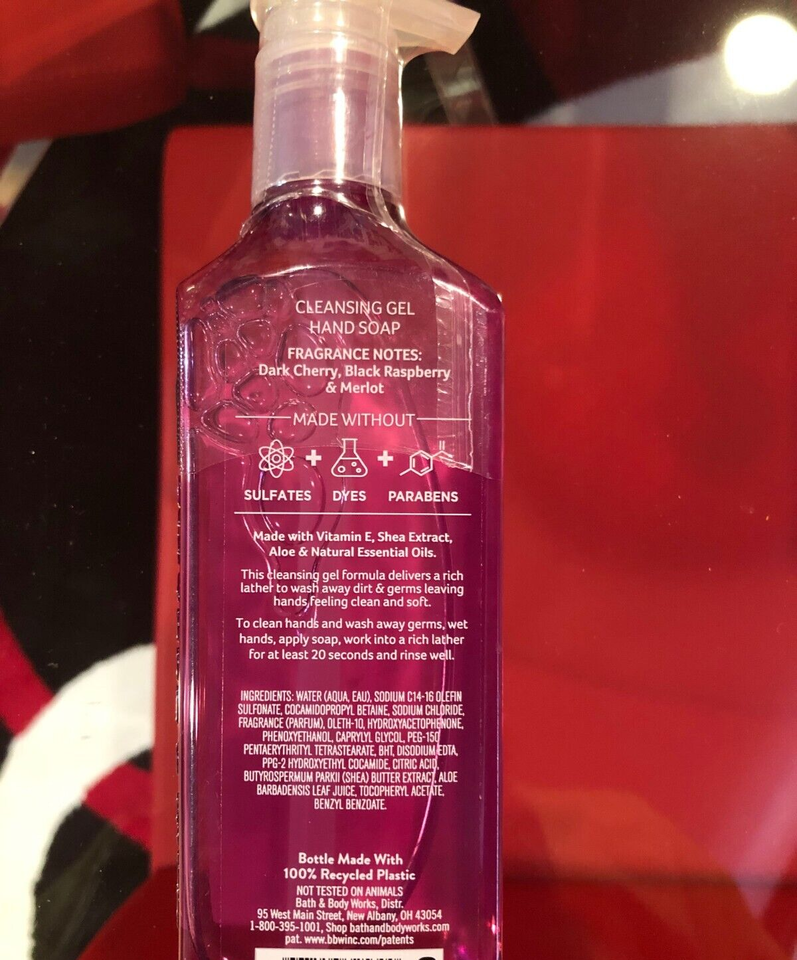 CLEANSING GEL
HAND SOAP
FRAGRANCE NOTES:
Dark Cherry, Black Raspberry
& Merlot
MADE WITHOUT
SULFATES + DYES + PARABENS
Made with Vitamin E, Shea Extract,
Aloe & Natural Essential Oils.
This cleansing gel formula delivers a rich
lather to wash away dirt & germs leaving
hands feeling clean and soft.
To clean hands and wash away germs, wet
hands, apply soap, work into a rich lather
for at least 20 seconds and rinse well.
INGREDIENTS: WATER (AQUA, EAU), SODIUM C14-16 OLEFIN
SULFONATE, COCAMIDOPROPYL BETAINE, SODIUM CHLORIDE,
FRAGRANCE (PARFUM), OLETH-10, HYDROXYACETOPHENONE,
PHENOXYETHANOL, CAPRYLYL GLYCOL, PEG-150
PENTAERYTHRITYL TETRASTEARATE, BHT, DISODIUM EDTA,
PPG-2 HYDROXYETHYL COCAMIDE, CITRIC ACID,
BUTYROSPERMUM PARKII (SHEA) BUTTER EXTRACT, ALOE
BARBADENSIS LEAF JUICE, TOCOPHERYL ACETATE,
BENZYL BENZOATE.
Bottle Made With
100% Recycled Plastic
NOT TESTED ON ANIMALS
Bath & Body Works, Distr.
95 West Main Street, New Albany, OH 43054
1-800-395-1001, Shop bathandbodyworks.com
pat. www.bbwinc.com/patents